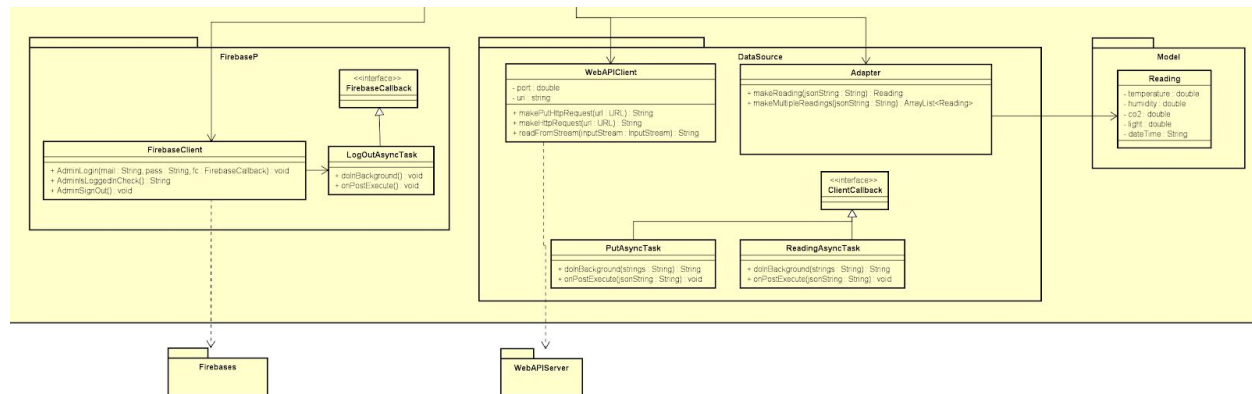 FirebaseP
<<interface>>
FirebaseCallback
FirebaseClient
+ AdminLogin(mail : String, pass : String, fc : FirebaseCallback) : void
+ AdminIsLoggedInCheck() : String
+ AdminSignOut() : void
LogOutAsyncTask
+ doInBackground() : void
+ onPostExecute() : void
DataSource
WebAPIClient
- port : double
- uri : string
+ makePutHttpRequest(url : URL) : String
+ makeHttpRequest(url : URL) : String
+ readFromStream(inputStream : InputStream) : String
Adapter
+ makeReading(jsonString : String) : Reading
+ makeMultipleReadings(jsonString : String) : ArrayList<Reading>
<<interface>>
ClientCallback
PutAsyncTask
+ doInBackground(strings : String) : String
+ onPostExecute(jsonString : String) : void
ReadingAsyncTask
+ doInBackground(strings : String) : String
+ onPostExecute(jsonString : String) : void
Model
Reading
- temperature : double
- humidity : double
- co2 : double
- light : double
- dateTime : String
Firebases
WebAPIServer